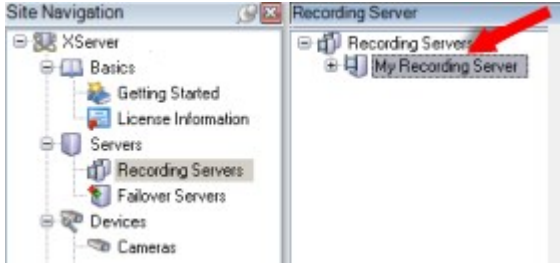 Site Navigation
XServer
Basics
Getting Started
License Information
Servers
Recording Servers
Failover Servers
Devices
Cameras
Recording Server
Recording Servers
My Recording Server